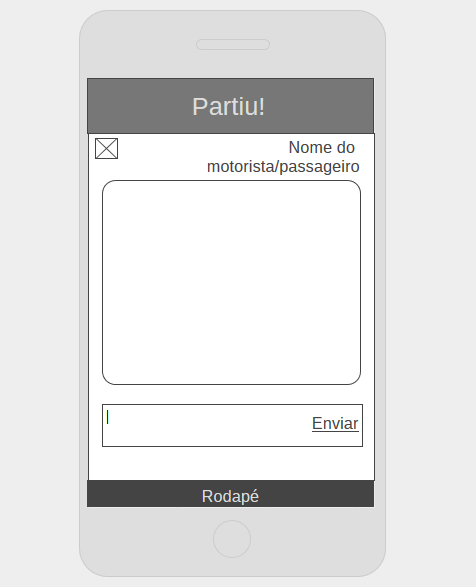 Partiu!
Nome do
motorista/passageiro
Enviar
Rodapé